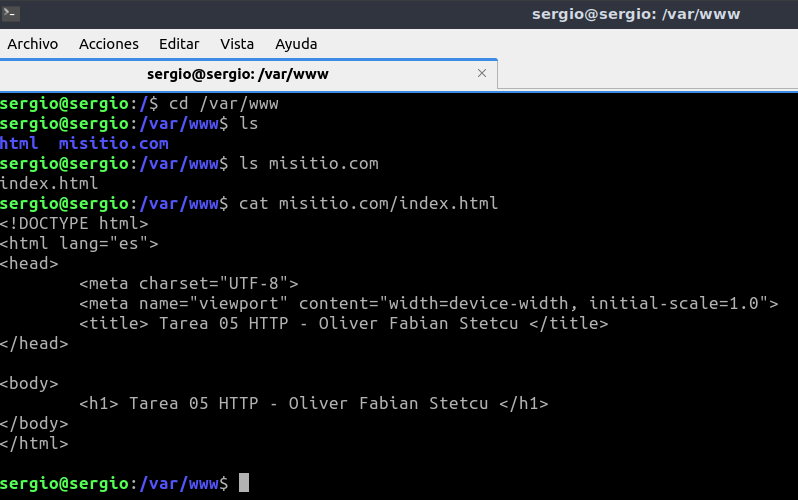 sergio@sergio: /var/www
Archivo Acciones Editar Vista Ayuda
sergio@sergio: /var/www ×
sergio@sergio:/$ cd /var/www
sergio@sergio:/var/www$ ls
html  misitio.com
sergio@sergio:/var/www$ ls misitio.com
index.html
sergio@sergio:/var/www$ cat misitio.com/index.html
<!DOCTYPE html>
<html lang="es">
<head>
        <meta charset="UTF-8">
        <meta name="viewport" content="width=device-width, initial-scale=1.0">
        <title> Tarea 05 HTTP - Oliver Fabian Stetcu </title>
</head>

<body>
        <h1> Tarea 05 HTTP - Oliver Fabian Stetcu </h1>
</body>
</html>

sergio@sergio:/var/www$